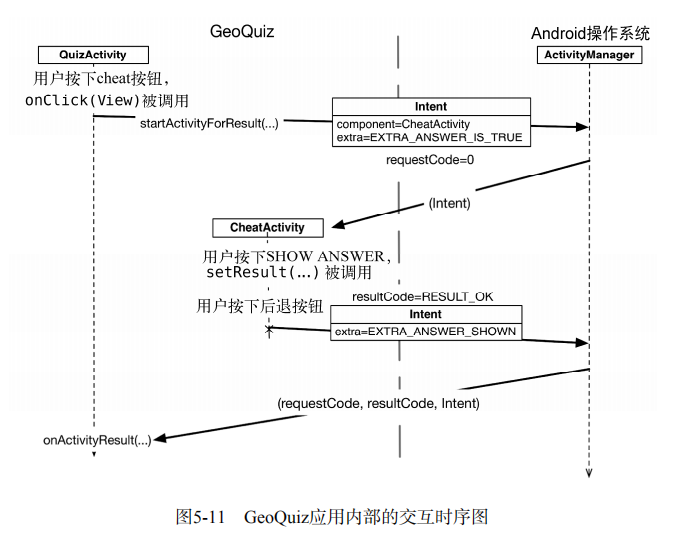 GeoQuiz
Android操作系统
QuizActivity
ActivityManager
用户按下cheat按钮，
onClick(View)被调用
startActivityForResult(...)
Intent
component=CheatActivity
extra=EXTRA_ANSWER_IS_TRUE
requestCode=0
(Intent)
CheatActivity
用户按下SHOW ANSWER，
setResult(...) 被调用
用户按下后退按钮
resultCode=RESULT_OK
Intent
extra=EXTRA_ANSWER_SHOWN
(requestCode, resultCode, Intent)
onActivityResult(...)
图5-11 GeoQuiz应用内部的交互时序图